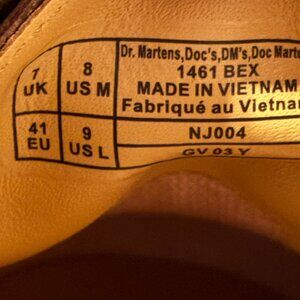 Dr. Martens,Doc's,DM's,Doc Mart
7 UK 8 US M 1461 BEX
MADE IN VIETNAM
Fabriqué au Vietnam
41 EU 9 US L NJ004
GV 03 Y